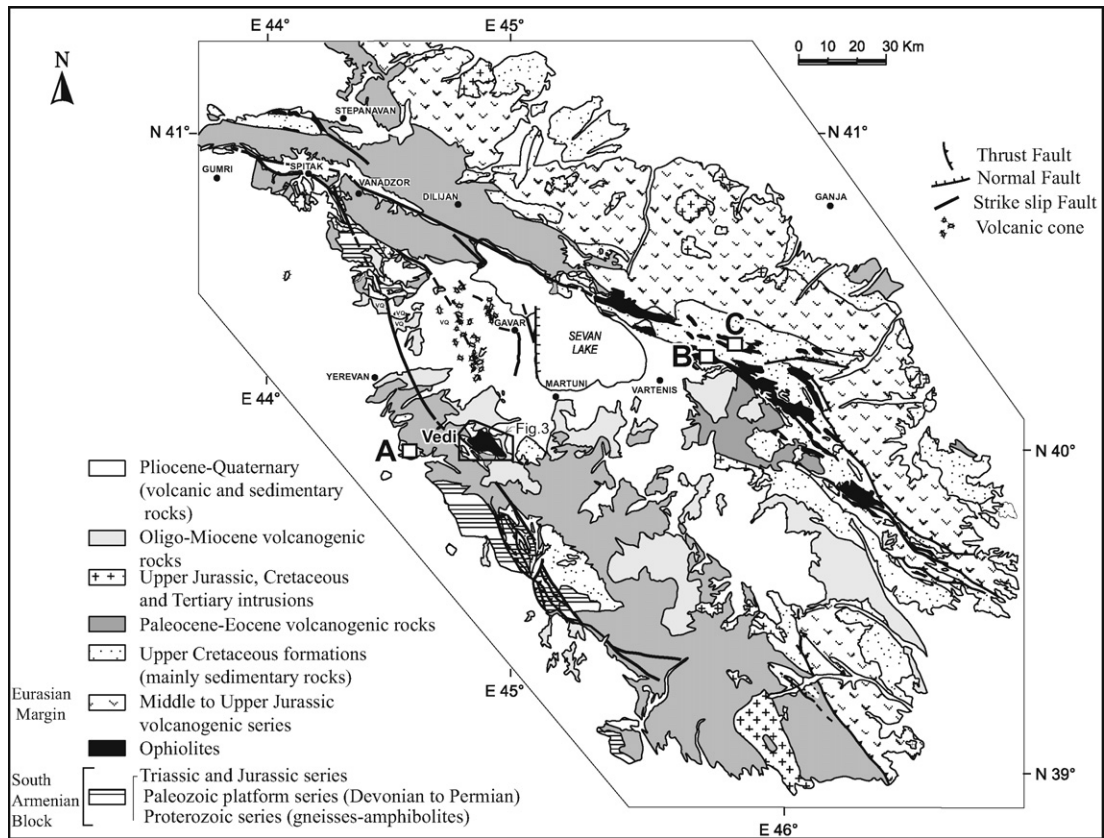 E 44°
E 45°
0 10 20 30 Km
N
STEPANAVAN
N 41°
N 41°
GUMRI
SPITAK
VANADZOR
DILIJAN
GANJA
Thrust Fault
Normal Fault
Strike slip Fault
Volcanic cone
VQ
VQ
VQ
VQ
GAVAR
SEVAN
LAKE
C
B
YEREVAN
MARTUNI
VARTENIS
E 44°
Vedi
Fig.3
A
N 40°
Pliocene-Quaternary
(volcanic and sedimentary
rocks)
Oligo-Miocene volcanogenic
rocks
Upper Jurassic, Cretaceous
and Tertiary intrusions
Paleocene-Eocene volcanogenic rocks
Upper Cretaceous formations
(mainly sedimentary rocks)
Eurasian
Margin
Middle to Upper Jurassic
volcanogenic series
Ophiolites
South
Armenian
Block
Triassic and Jurassic series
Paleozoic platform series (Devonian to Permian)
Proterozoic series (gneisses-amphibolites)
E 45°
N 39°
E 46°